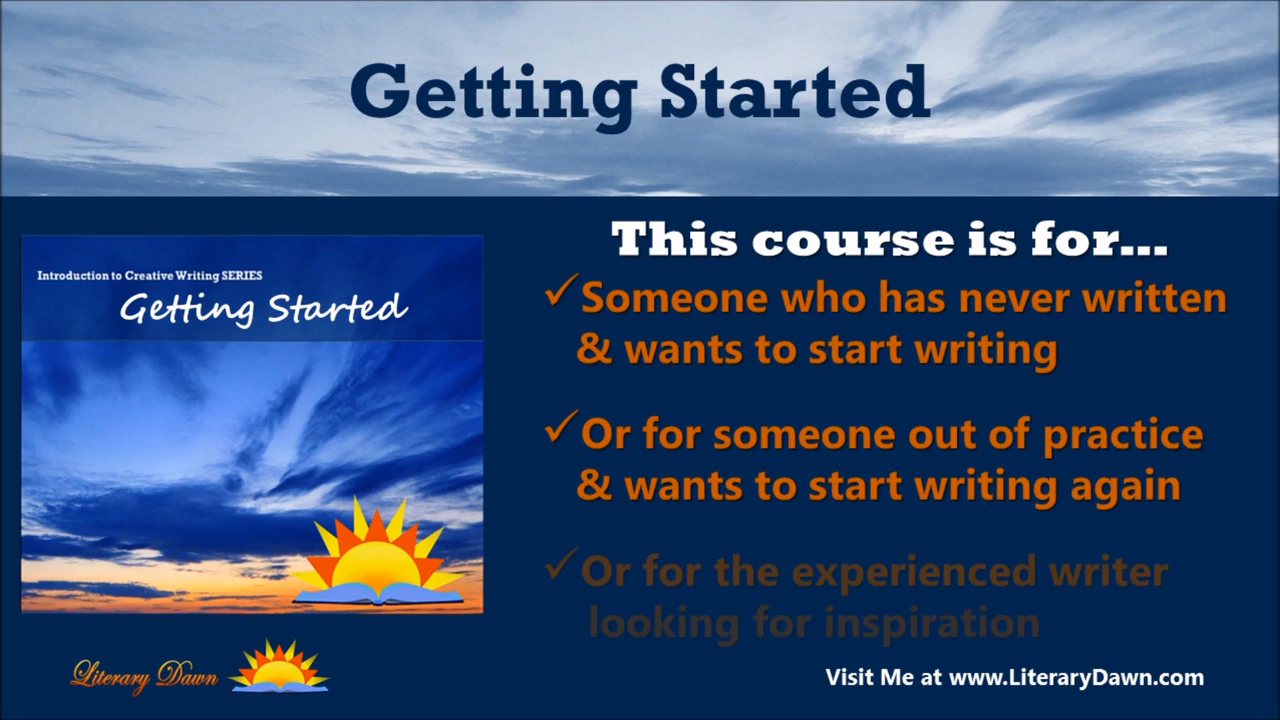 Getting Started
Introduction to Creative Writing SERIES
Getting Started
This course is for...
✓Someone who has never written
& wants to start writing
✓Or for someone out of practice
& wants to start writing again
✓Or for the experienced writer
looking for inspiration
Literary Dawn
Visit Me at www.LiteraryDawn.com